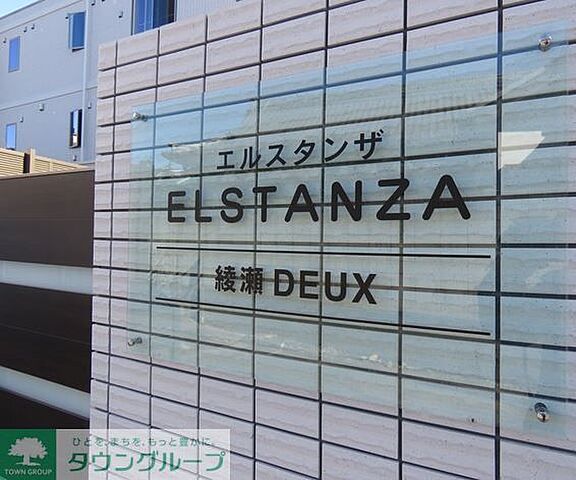 エルスタンザ
ELSTANZA
綾瀬 DEUX
ひとを、まちを、もっと豊かに。
タウングループ
TOWN GROUP